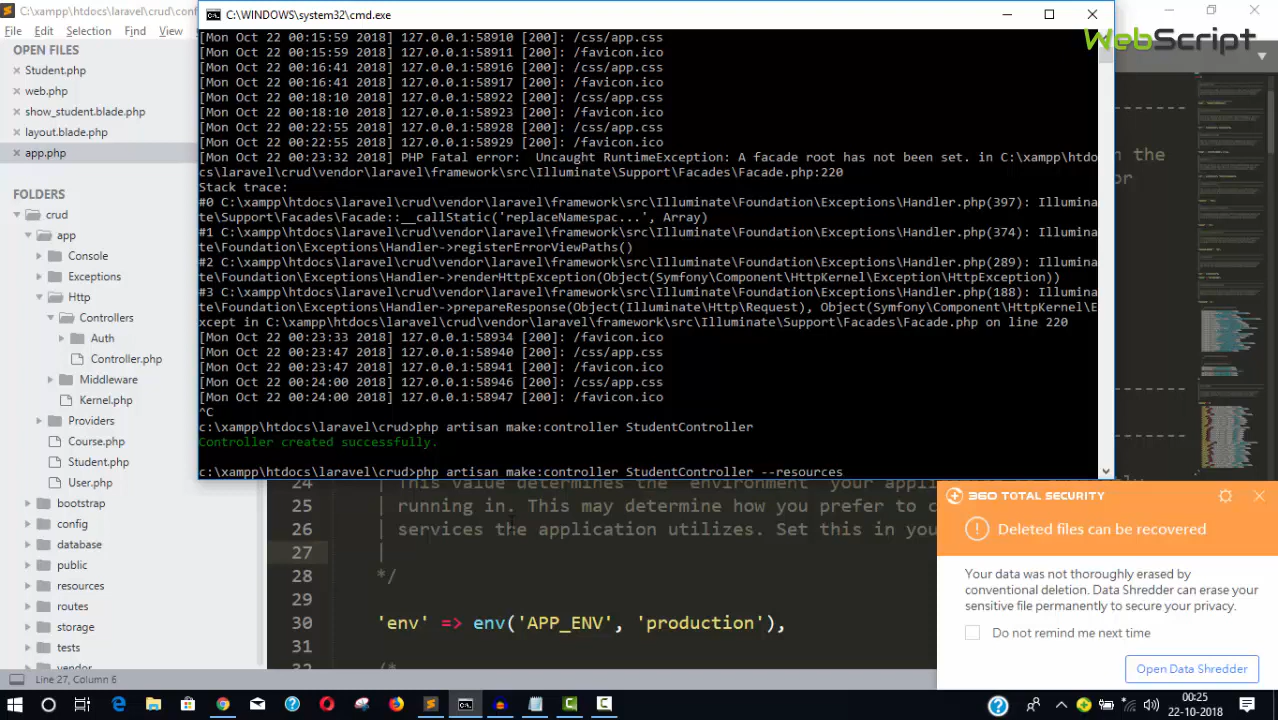 C:\xampp\htdocs\laravel\crud\conf
File Edit Selection Find View
OPEN FILES
Student.php
web.php
show_student.blade.php
layout.blade.php
app.php
FOLDERS
crud
app
Console
Exceptions
Http
Controllers
Auth
Controller.php
Middleware
Kernel.php
Providers
Course.php
Student.php
User.php
bootstrap
config
database
public
resources
routes
storage
tests
vendor
Line 27, Column 6
C:\WINDOWS\system32\cmd.exe
WebScript
[Mon Oct 22 00:15:59 2018] 127.0.0.1:58910 [200]: /css/app.css
[Mon Oct 22 00:15:59 2018] 127.0.0.1:58911 [200]: /favicon.ico
[Mon Oct 22 00:16:41 2018] 127.0.0.1:58916 [200]: /css/app.css
[Mon Oct 22 00:16:41 2018] 127.0.0.1:58917 [200]: /favicon.ico
[Mon Oct 22 00:18:10 2018] 127.0.0.1:58922 [200]: /css/app.css
[Mon Oct 22 00:18:10 2018] 127.0.0.1:58923 [200]: /favicon.ico
[Mon Oct 22 00:22:55 2018] 127.0.0.1:58928 [200]: /css/app.css
[Mon Oct 22 00:22:55 2018] 127.0.0.1:58929 [200]: /favicon.ico
[Mon Oct 22 00:23:32 2018] PHP Fatal error:  Uncaught RuntimeException: A facade root has not been set. in C:\xampp\htdo
cs\laravel\crud\vendor\laravel\framework\src\Illuminate\Support\Facades\Facade.php:220
Stack trace:
#0 C:\xampp\htdocs\laravel\crud\vendor\laravel\framework\src\Illuminate\Foundation\Exceptions\Handler.php(397): Illumina
te\Support\Facades\Facade::__callStatic('replaceNamespac...', Array)
#1 C:\xampp\htdocs\laravel\crud\vendor\laravel\framework\src\Illuminate\Foundation\Exceptions\Handler.php(374): Illumina
te\Foundation\Exceptions\Handler->registerErrorViewPaths()
#2 C:\xampp\htdocs\laravel\crud\vendor\laravel\framework\src\Illuminate\Foundation\Exceptions\Handler.php(289): Illumina
te\Foundation\Exceptions\Handler->renderHttpException(Object(Symfony\Component\HttpKernel\Exception\HttpException))
#3 C:\xampp\htdocs\laravel\crud\vendor\laravel\framework\src\Illuminate\Foundation\Exceptions\Handler.php(188): Illumina
te\Foundation\Exceptions\Handler->prepareResponse(Object(Illuminate\Http\Request), Object(Symfony\Component\HttpKernel\E
xcept in C:\xampp\htdocs\laravel\crud\vendor\laravel\framework\src\Illuminate\Support\Facades\Facade.php on line 220
[Mon Oct 22 00:23:33 2018] 127.0.0.1:58934 [200]: /favicon.ico
[Mon Oct 22 00:23:47 2018] 127.0.0.1:58940 [200]: /css/app.css
[Mon Oct 22 00:23:47 2018] 127.0.0.1:58941 [200]: /favicon.ico
[Mon Oct 22 00:24:00 2018] 127.0.0.1:58946 [200]: /css/app.css
[Mon Oct 22 00:24:00 2018] 127.0.0.1:58947 [200]: /favicon.ico
^C
c:\xampp\htdocs\laravel\crud>php artisan make:controller StudentController
Controller created successfully.
c:\xampp\htdocs\laravel\crud>php artisan make:controller StudentController --resources
n the
or
24 | This value determines the "environment" your appl
25 | running in. This may determine how you prefer to c
26 | services the application utilizes. Set this in you
27 |
28 */
29
30 'env' => env('APP_ENV', 'production'),
31
32 /*
360 TOTAL SECURITY
Deleted files can be recovered
Your data was not thoroughly erased by
conventional deletion. Data Shredder can erase your
sensitive file permanently to secure your privacy.
Do not remind me next time
Open Data Shredder
00:25
22-10-2018